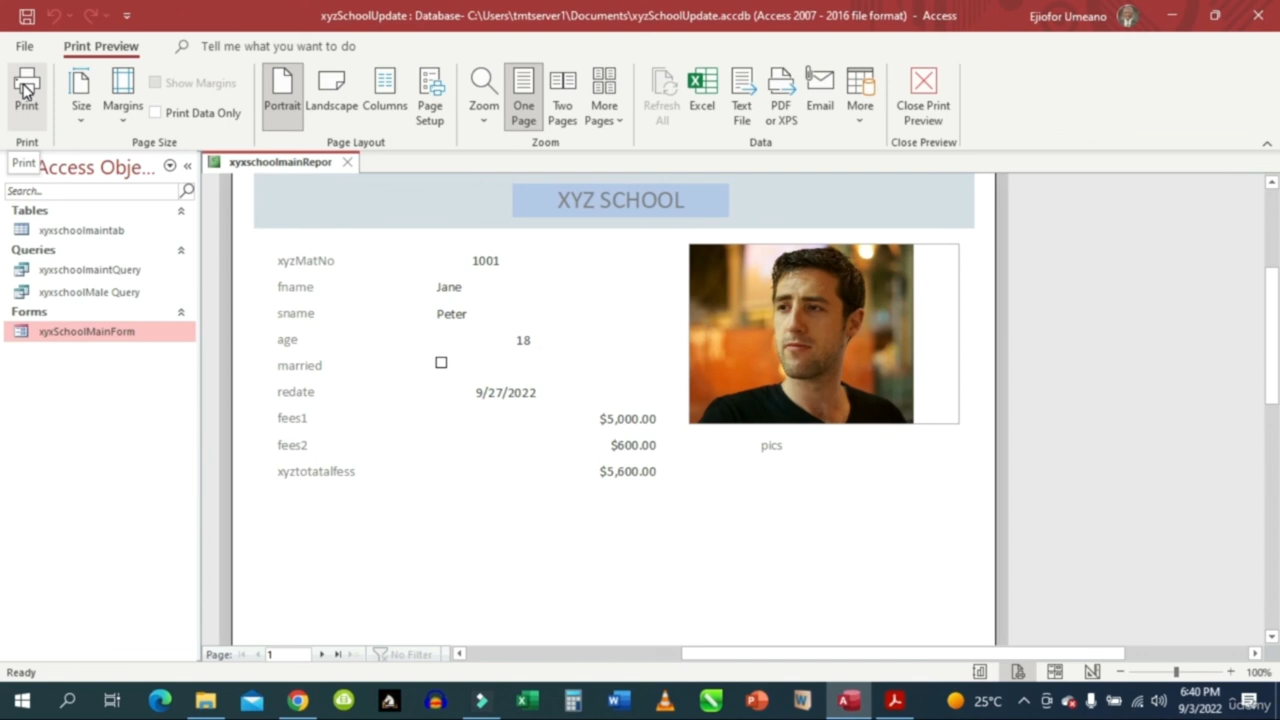 xyzSchoolUpdate : Database- C:\Users\tmtserver1\Documents\xyzSchoolUpdate.accdb (Access 2007 - 2016 file format) - Access
Ejiofor Umeano
File
Print Preview
Tell me what you want to do
Print
Size
Margins
Show Margins
Print Data Only
Portrait
Landscape
Columns
Page Setup
Zoom
One Page
Two Pages
More Pages
Refresh All
Excel
Text File
PDF or XPS
Email
More
Close Print Preview
Print
Page Size
Page Layout
Zoom
Data
Close Preview
Print
Access Obje...
Search..
Tables
xyxschoolmaintab
Queries
xyxschoolmaintQuery
xyxschoolMale Query
Forms
xyxSchoolMainForm
xyxschoolmainRepor
XYZ SCHOOL
xyzMatNo 1001
fname Jane
sname Peter
age 18
married
redate 9/27/2022
fees1 $5,000.00
fees2 $600.00
pics
xyztotatalfess $5,600.00
Page: 1
No Filter
Ready
100%
25°C
6:40 PM
9/3/2022
udemy